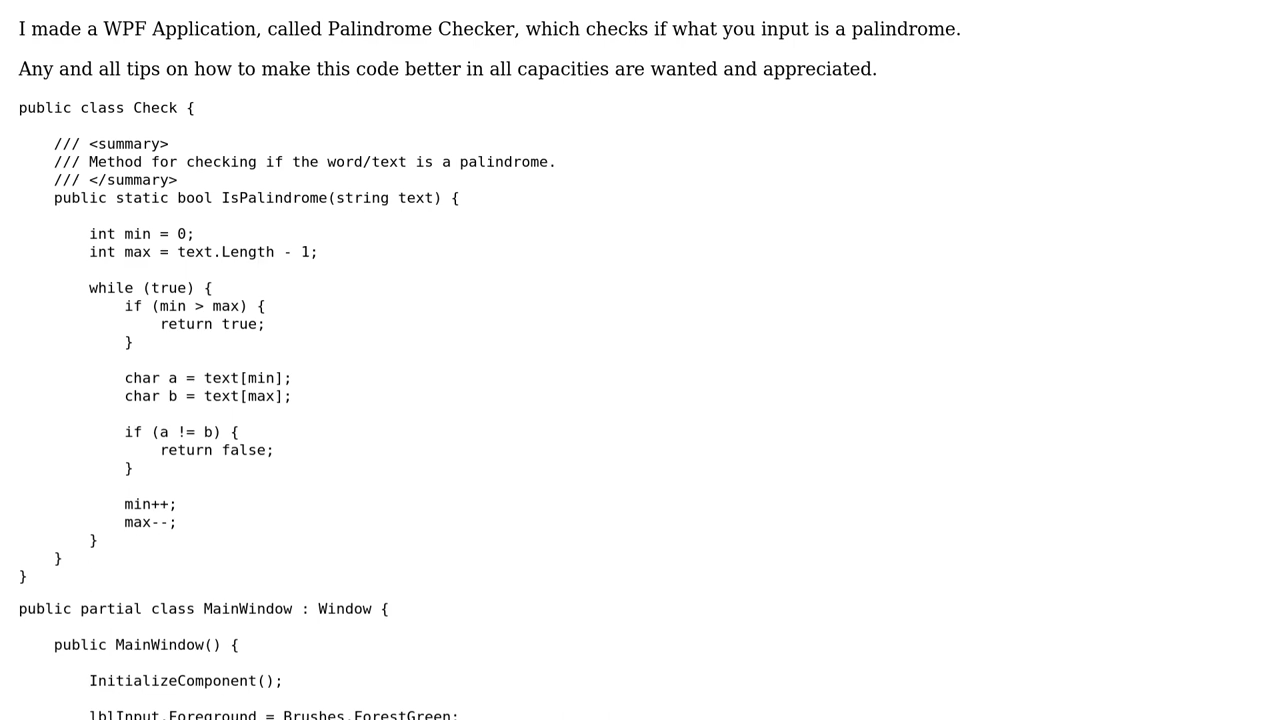 I made a WPF Application, called Palindrome Checker, which checks if what you input is a palindrome.
Any and all tips on how to make this code better in all capacities are wanted and appreciated.
public class Check {
    /// <summary>
    /// Method for checking if the word/text is a palindrome.
    /// </summary>
    public static bool IsPalindrome(string text) {
        int min = 0;
        int max = text.Length - 1;
        while (true) {
            if (min > max) {
                return true;
            }
            char a = text[min];
            char b = text[max];
            if (a != b) {
                return false;
            }
            min++;
            max--;
        }
    }
}
public partial class MainWindow : Window {
    public MainWindow() {
        InitializeComponent();
        lblInput.Foreground = Brushes.ForestGreen;